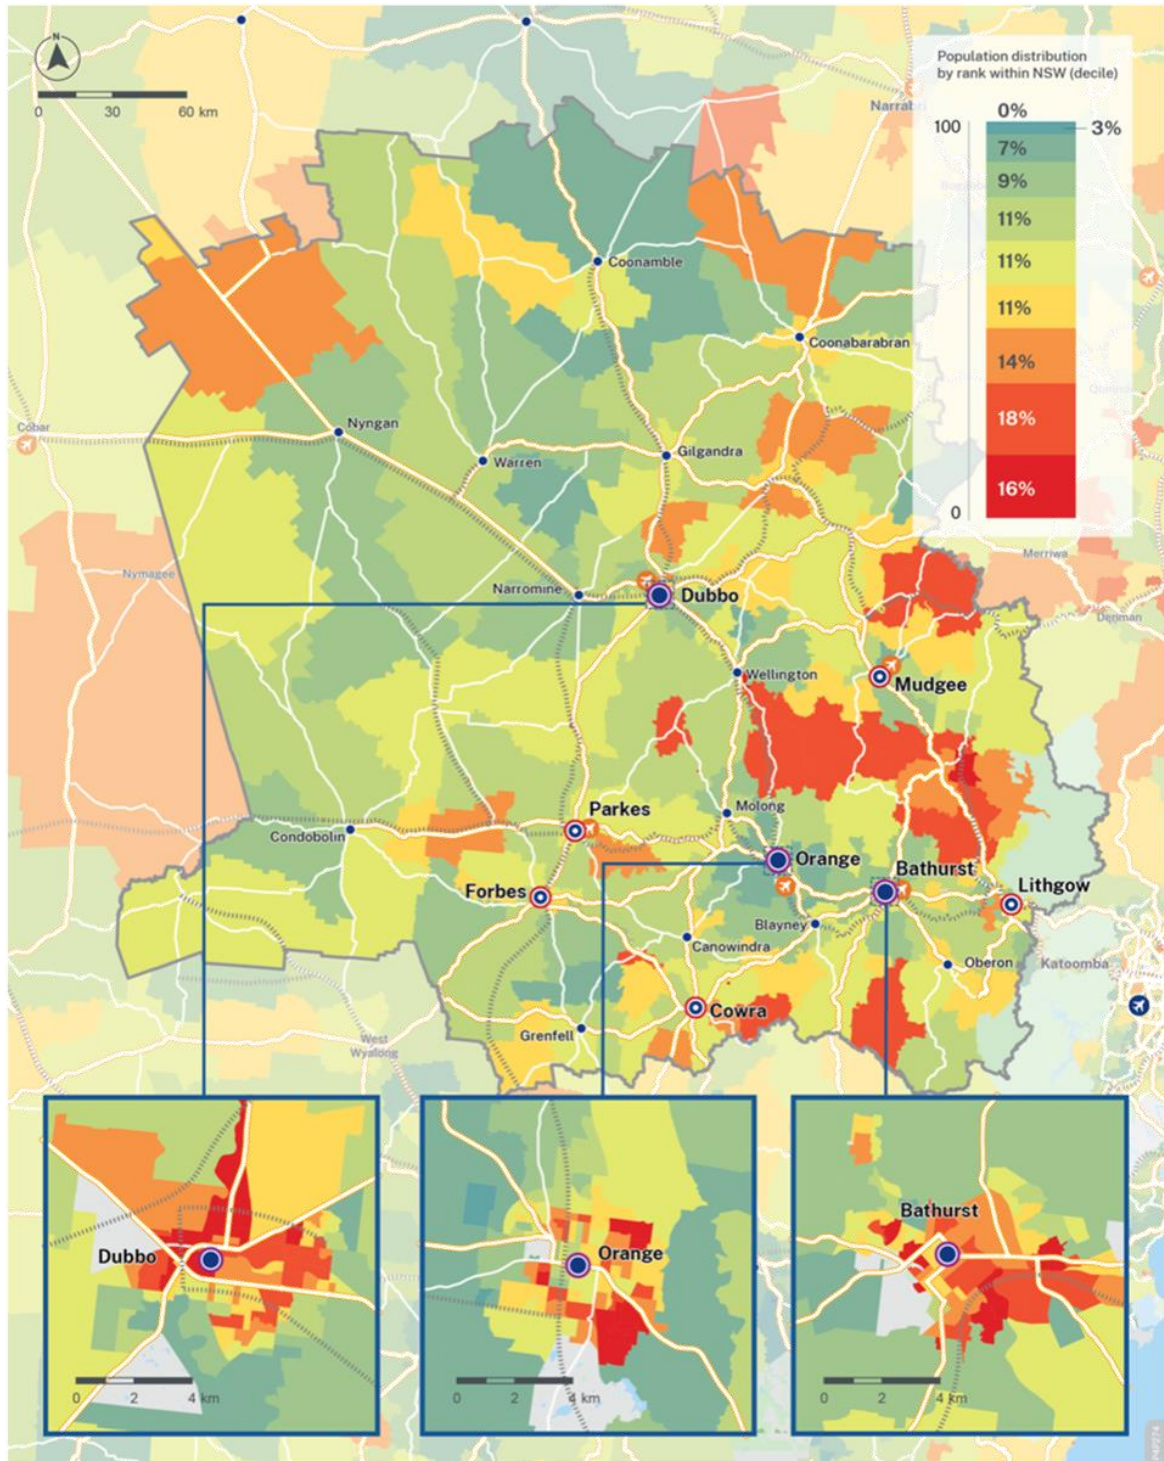 N
0 30 60 km
Population distribution
by rank within NSW (decile)
0%
100
3%
7%
9%
11%
11%
11%
14%
18%
16%
0
Narrabri
Coonamble
Coonabarabran
Cobar
Nyngan
Warren
Gilgandra
Merriwa
Nymagee
Narromine
Dubbo
Denman
Wellington
Mudgee
Parkes
Molong
Condobolin
Orange
Bathurst
Forbes
Lithgow
Blayney
Canowindra
Oberon
Katoomba
Cowra
Grenfell
West
Wyalong
Dubbo
0 2 4 km
Orange
0 2 4 km
Bathurst
0 2 4 km